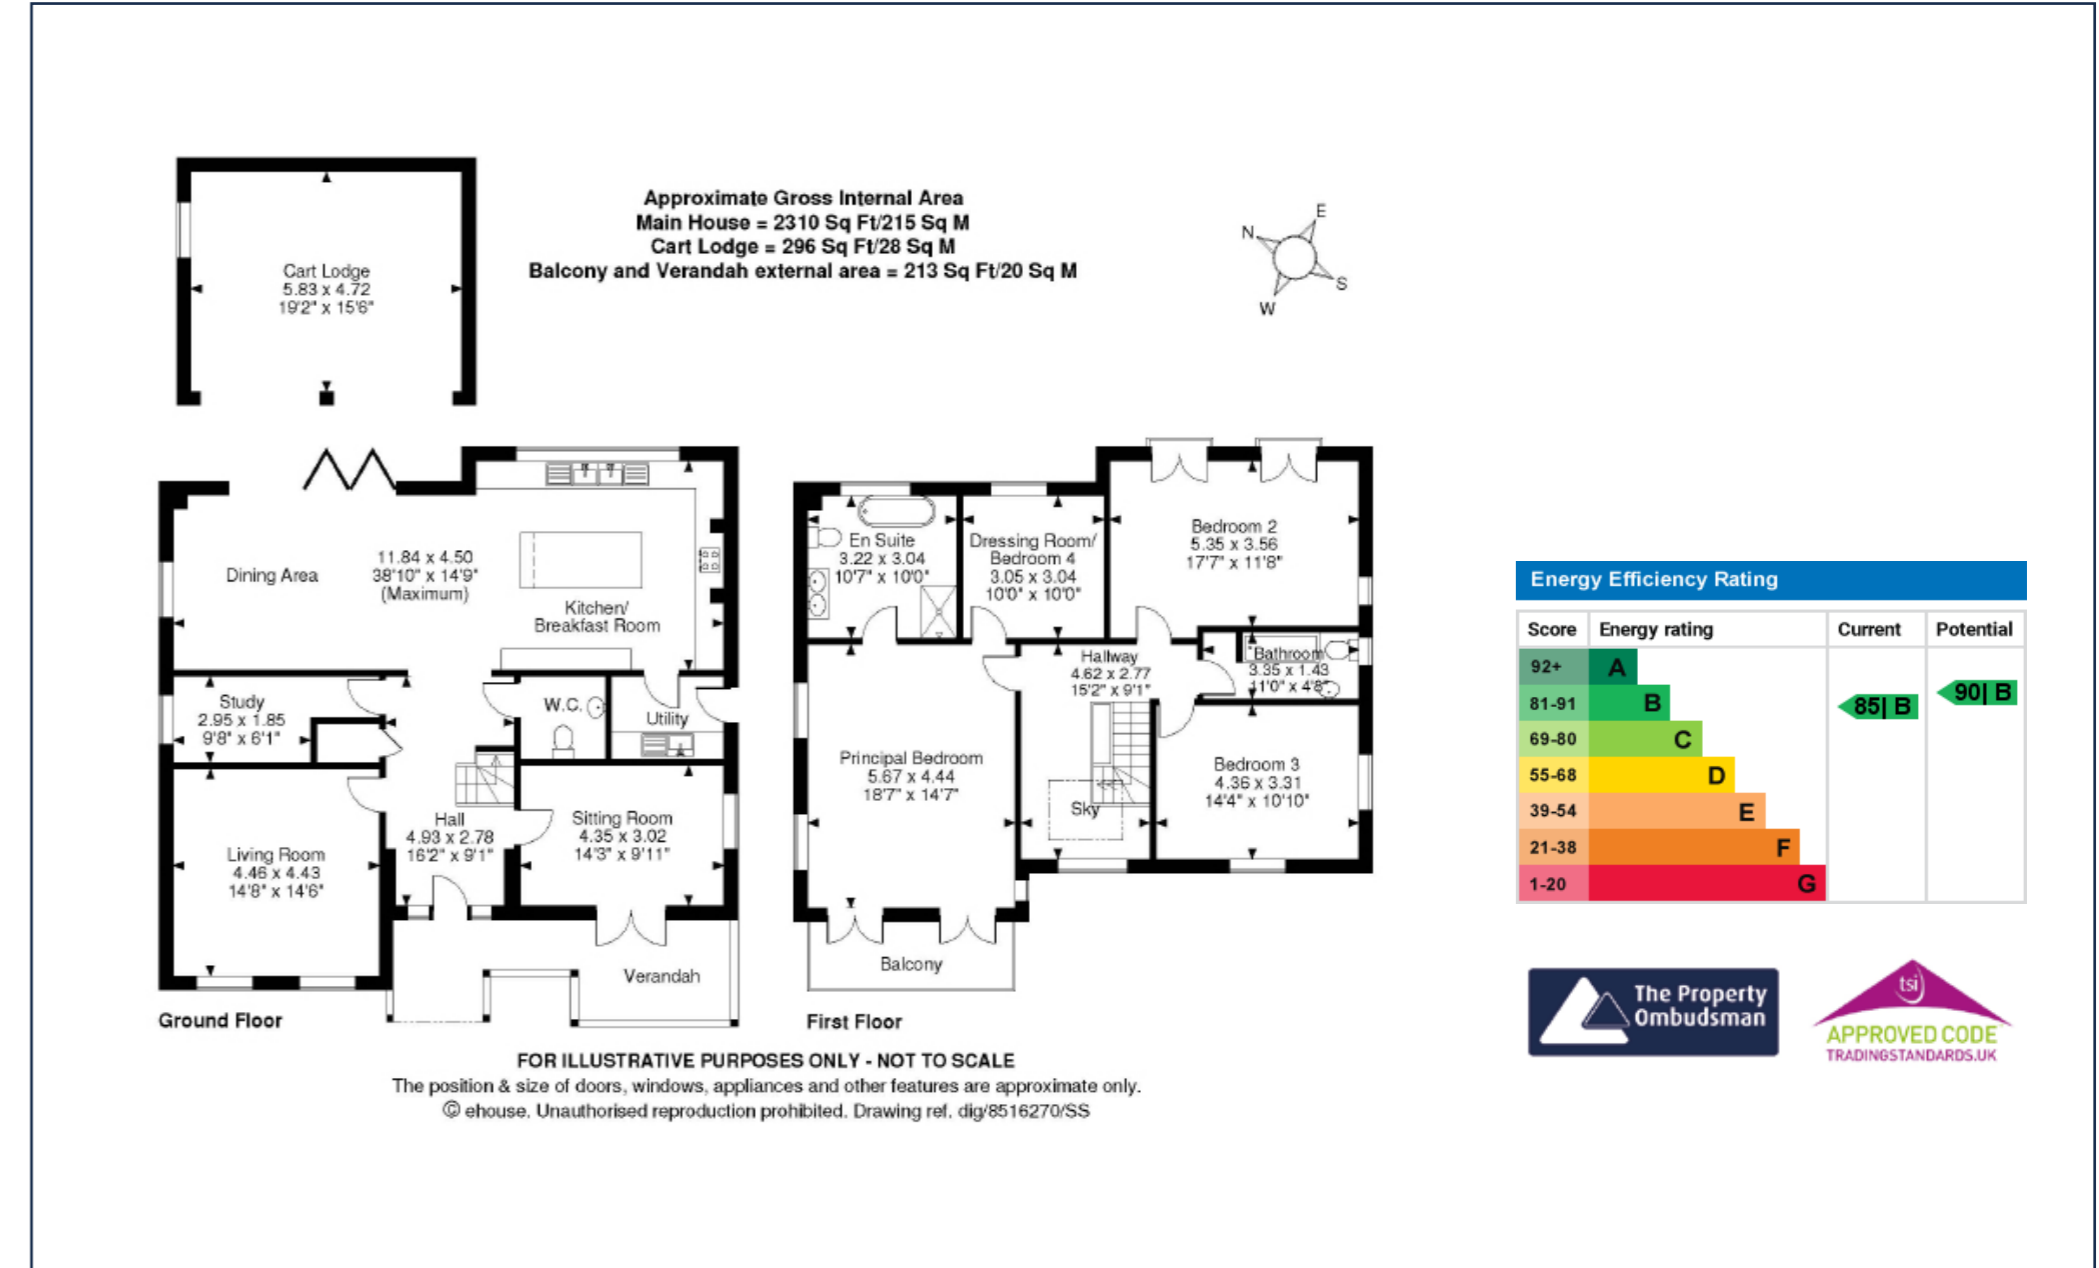 Approximate Gross Internal Area
Main House = 2310 Sq Ft/215 Sq M
Cart Lodge = 296 Sq Ft/28 Sq M
Balcony and Verandah external area = 213 Sq Ft/20 Sq M
E
N
S
W
Cart Lodge
5.83 x 4.72
19'2" x 15'6"
Dining Area
11.84 x 4.50
38'10" x 14'9"
(Maximum)
Kitchen/
Breakfast Room
Study
2.95 x 1.85
9'8" x 6'1"
W.C.
Utility
Hall
4.93 x 2.78
16'2" x 9'1"
Sitting Room
4.35 x 3.02
14'3" x 9'11"
Living Room
4.46 x 4.43
14'8" x 14'6"
Verandah
Ground Floor
En Suite
3.22 x 3.04
10'7" x 10'0"
Dressing Room/
Bedroom 4
3.05 x 3.04
10'0" x 10'0"
Bedroom 2
5.35 x 3.56
17'7" x 11'8"
Hallway
4.62 x 2.77
15'2" x 9'1"
Bathroom
3.35 x 1.43
11'0" x 4'8"
Principal Bedroom
5.67 x 4.44
18'7" x 14'7"
Sky
Bedroom 3
4.36 x 3.31
14'4" x 10'10"
Balcony
First Floor
FOR ILLUSTRATIVE PURPOSES ONLY - NOT TO SCALE
The position & size of doors, windows, appliances and other features are approximate only.
© ehouse. Unauthorised reproduction prohibited. Drawing ref. dig/8516270/SS
Energy Efficiency Rating
Score Energy rating Current Potential
92+ A
81-91 B 85| B 90| B
69-80 C
55-68 D
39-54 E
21-38 F
1-20 G
The Property
Ombudsman
tsi
APPROVED CODE
TRADINGSTANDARDS.UK